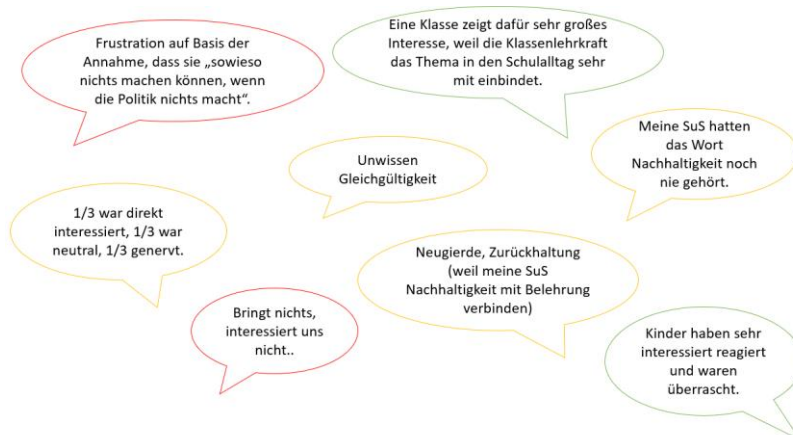 Frustration auf Basis der
Annahme, dass sie „sowieso
nichts machen können, wenn
die Politik nichts macht“.
Eine Klasse zeigt dafür sehr großes
Interesse, weil die Klassenlehrkraft
das Thema in den Schulalltag sehr
mit einbindet.
Meine SuS hatten
das Wort
Nachhaltigkeit noch
nie gehört.
Unwissen
Gleichgültigkeit
1/3 war direkt
interessiert, 1/3 war
neutral, 1/3 genervt.
Neugierde, Zurückhaltung
(weil meine SuS
Nachhaltigkeit mit Belehrung
verbinden)
Bringt nichts,
interessiert uns
nicht..
Kinder haben sehr
interessiert reagiert
und waren
überrascht.